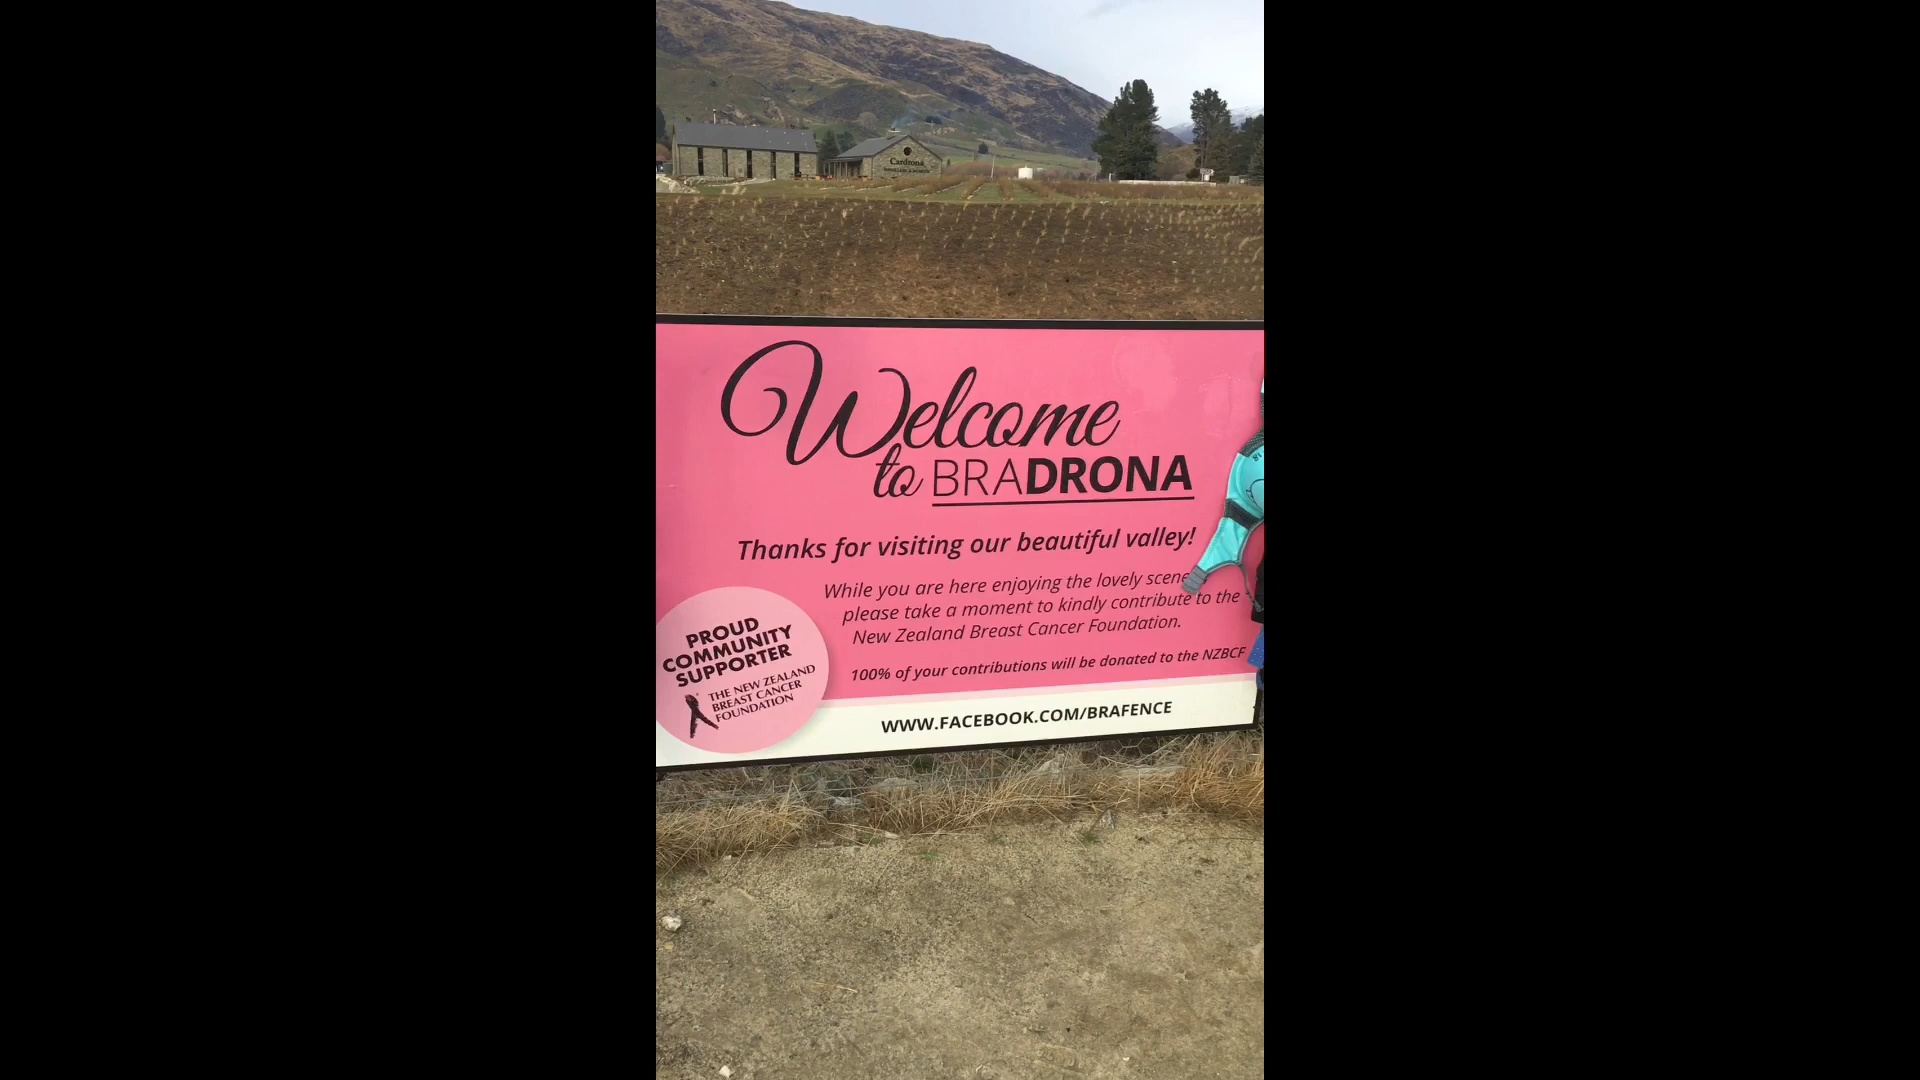 Cardrona
Welcome
to BRADRONA
Thanks for visiting our beautiful valley!
While you are here enjoying the lovely scene
please take a moment to kindly contribute to the
New Zealand Breast Cancer Foundation.
100% of your contributions will be donated to the NZBCF
PROUD
COMMUNITY
SUPPORTER
THE NEW ZEALAND
BREAST CANCER
FOUNDATION
WWW.FACEBOOK.COM/BRAFENCE